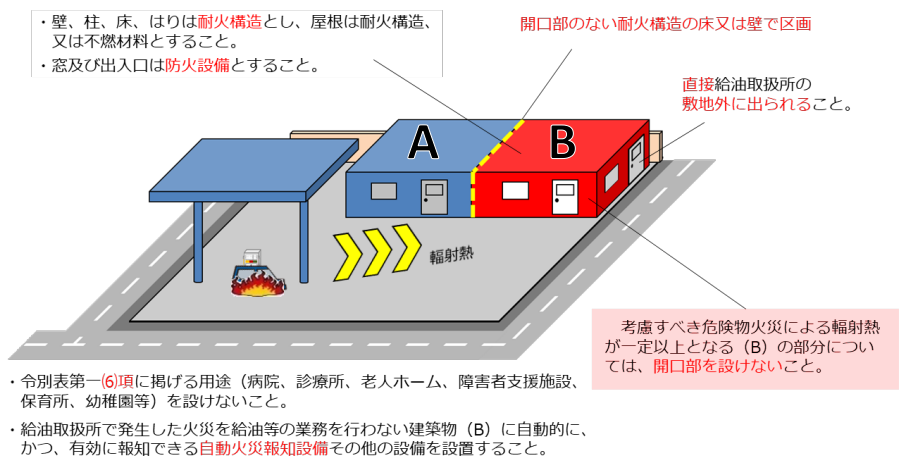 ・壁、柱、床、はりは耐火構造とし、屋根は耐火構造、
又は不燃材料とすること。
・窓及び出入口は防火設備とすること。
開口部のない耐火構造の床又は壁で区画
直接給油取扱所の
敷地外に出られること。
A
B
輻射熱
考慮すべき危険物火災による輻射熱
が一定以上となる（B）の部分につい
ては、開口部を設けないこと。
・令別表第一⑹項に掲げる用途（病院、診療所、老人ホーム、障害者支援施設、
保育所、幼稚園等）を設けないこと。
・給油取扱所で発生した火災を給油等の業務を行わない建築物（B）に自動的に、
かつ、有効に報知できる自動火災報知設備その他の設備を設置すること。